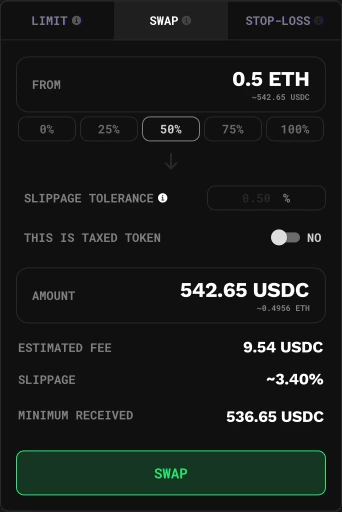 LIMIT SWAP STOP-LOSS
FROM 0.5 ETH
~542.65 USDC
0% 25% 50% 75% 100%
SLIPPAGE TOLERANCE 0.50 %
THIS IS TAXED TOKEN NO
AMOUNT 542.65 USDC
~0.4956 ETH
ESTIMATED FEE 9.54 USDC
SLIPPAGE ~3.40%
MINIMUM RECEIVED 536.65 USDC
SWAP